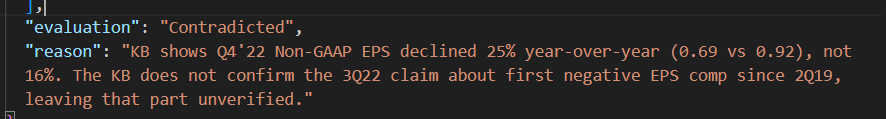 ],
"evaluation": "Contradicted",
"reason": "KB shows Q4'22 Non-GAAP EPS declined 25% year-over-year (0.69 vs 0.92), not
16%. The KB does not confirm the 3Q22 claim about first negative EPS comp since 2Q19,
leaving that part unverified."